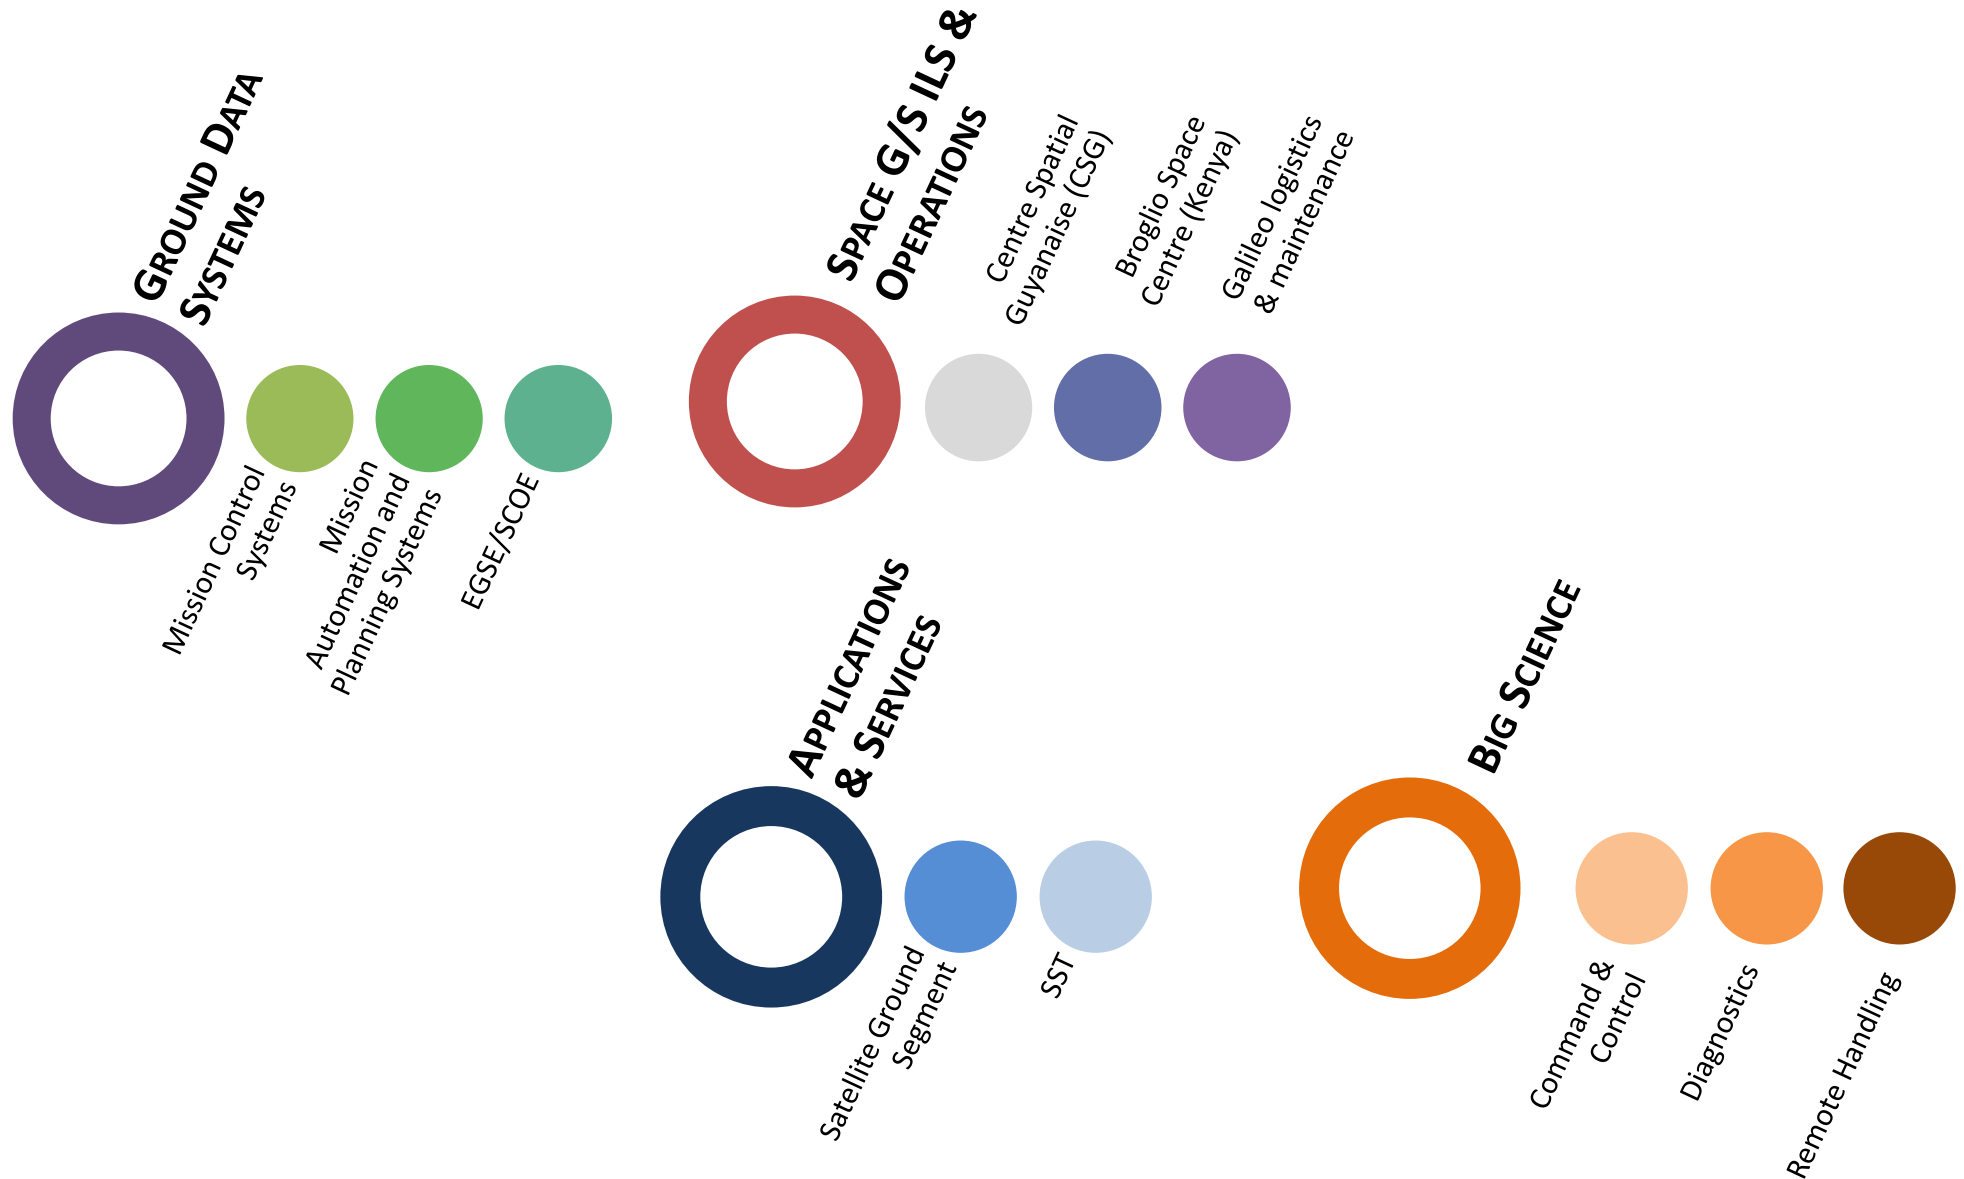 GROUND DATA
SYSTEMS
Mission Control
Systems
Mission
Automation and
Planning Systems
EGSE/SCOE
SPACE G/S ILS &
OPERATIONS
Centre Spatial
Guyanaise (CSG)
Broglio Space
Centre (Kenya)
Galileo logistics
& maintenance
APPLICATIONS
& SERVICES
Satellite Ground
Segment
SST
BIG SCIENCE
Command &
Control
Diagnostics
Remote Handling